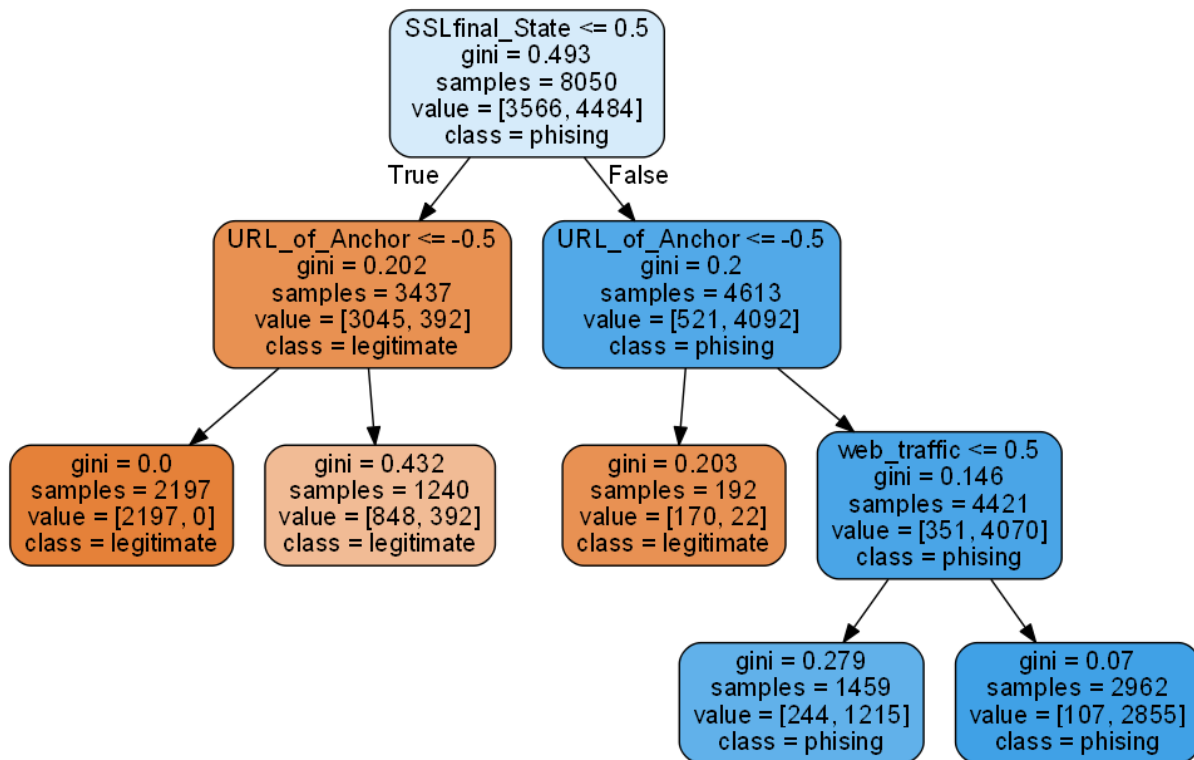 SSLfinal_State <= 0.5
gini = 0.493
samples = 8050
value = [3566, 4484]
class = phising
True
False
URL_of_Anchor <= -0.5
gini = 0.202
samples = 3437
value = [3045, 392]
class = legitimate
URL_of_Anchor <= -0.5
gini = 0.2
samples = 4613
value = [521, 4092]
class = phising
gini = 0.0
samples = 2197
value = [2197, 0]
class = legitimate
gini = 0.432
samples = 1240
value = [848, 392]
class = legitimate
gini = 0.203
samples = 192
value = [170, 22]
class = legitimate
web_traffic <= 0.5
gini = 0.146
samples = 4421
value = [351, 4070]
class = phising
gini = 0.279
samples = 1459
value = [244, 1215]
class = phising
gini = 0.07
samples = 2962
value = [107, 2855]
class = phising